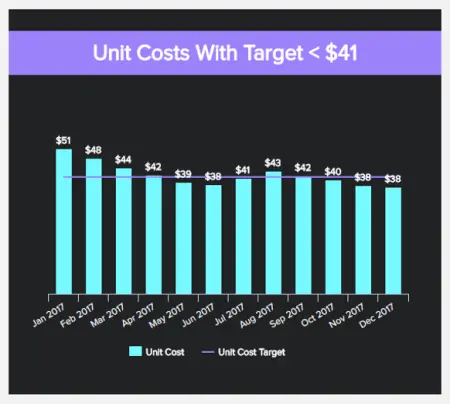 Unit Costs With Target < $41
$51
$48
$44
$42
$39
$38
$41
$43
$42
$40
$38
$38
Jan 2017
Feb 2017
Mar 2017
Apr 2017
May 2017
Jun 2017
Jul 2017
Aug 2017
Sep 2017
Oct 2017
Nov 2017
Dec 2017
Unit Cost
Unit Cost Target